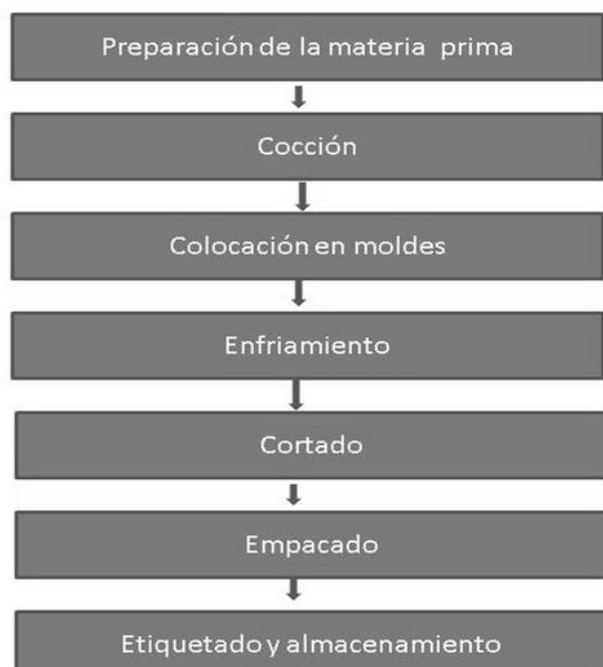 Preparación de la materia prima
Cocción
Colocación en moldes
Enfriamiento
Cortado
Empacado
Etiquetado y almacenamiento